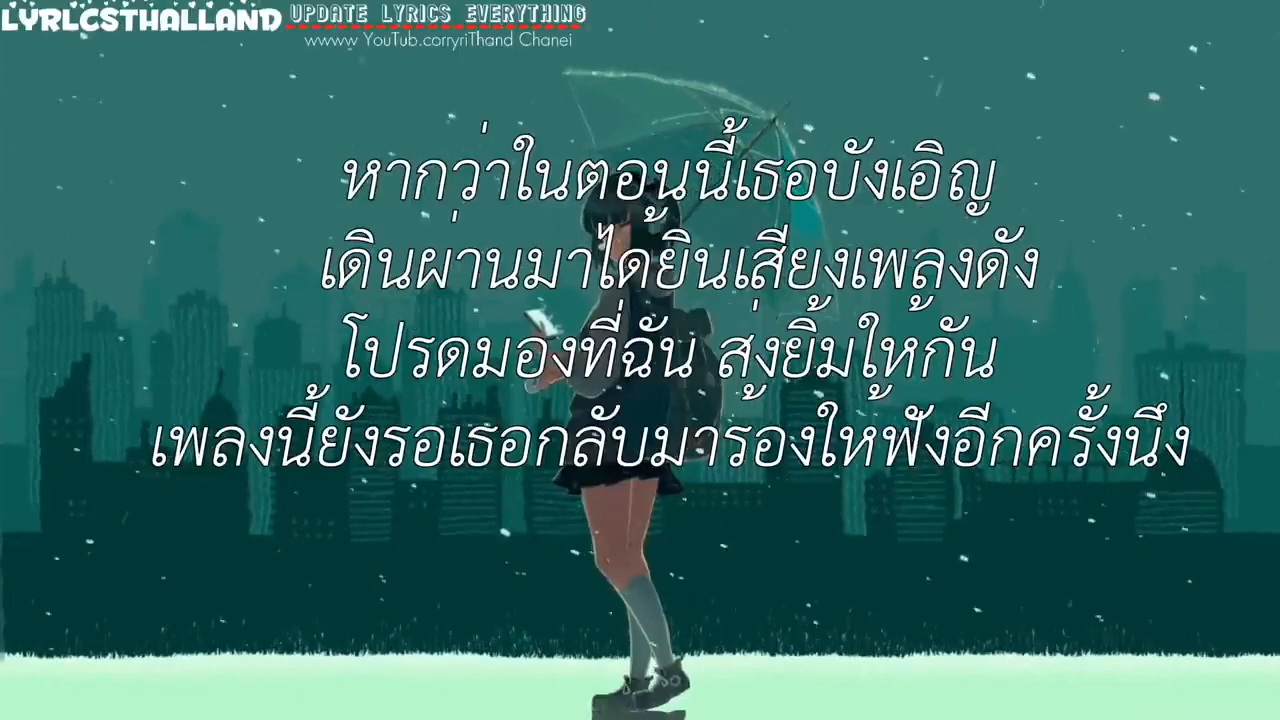 LYRLCSTHALLAND
UPDATE LYRICS EVERYTHING
wwww YouTub.corryriThand Chanei
หากว่าในตอนนี้เธอบังเอิญ
เดินผ่านมาได้ยินเสียงเพลงดัง
โปรดมองที่ฉัน ส่งยิ้มให้กัน
เพลงนี้ยังรอเธอกลับมาร้องให้ฟังอีกครั้งนึง